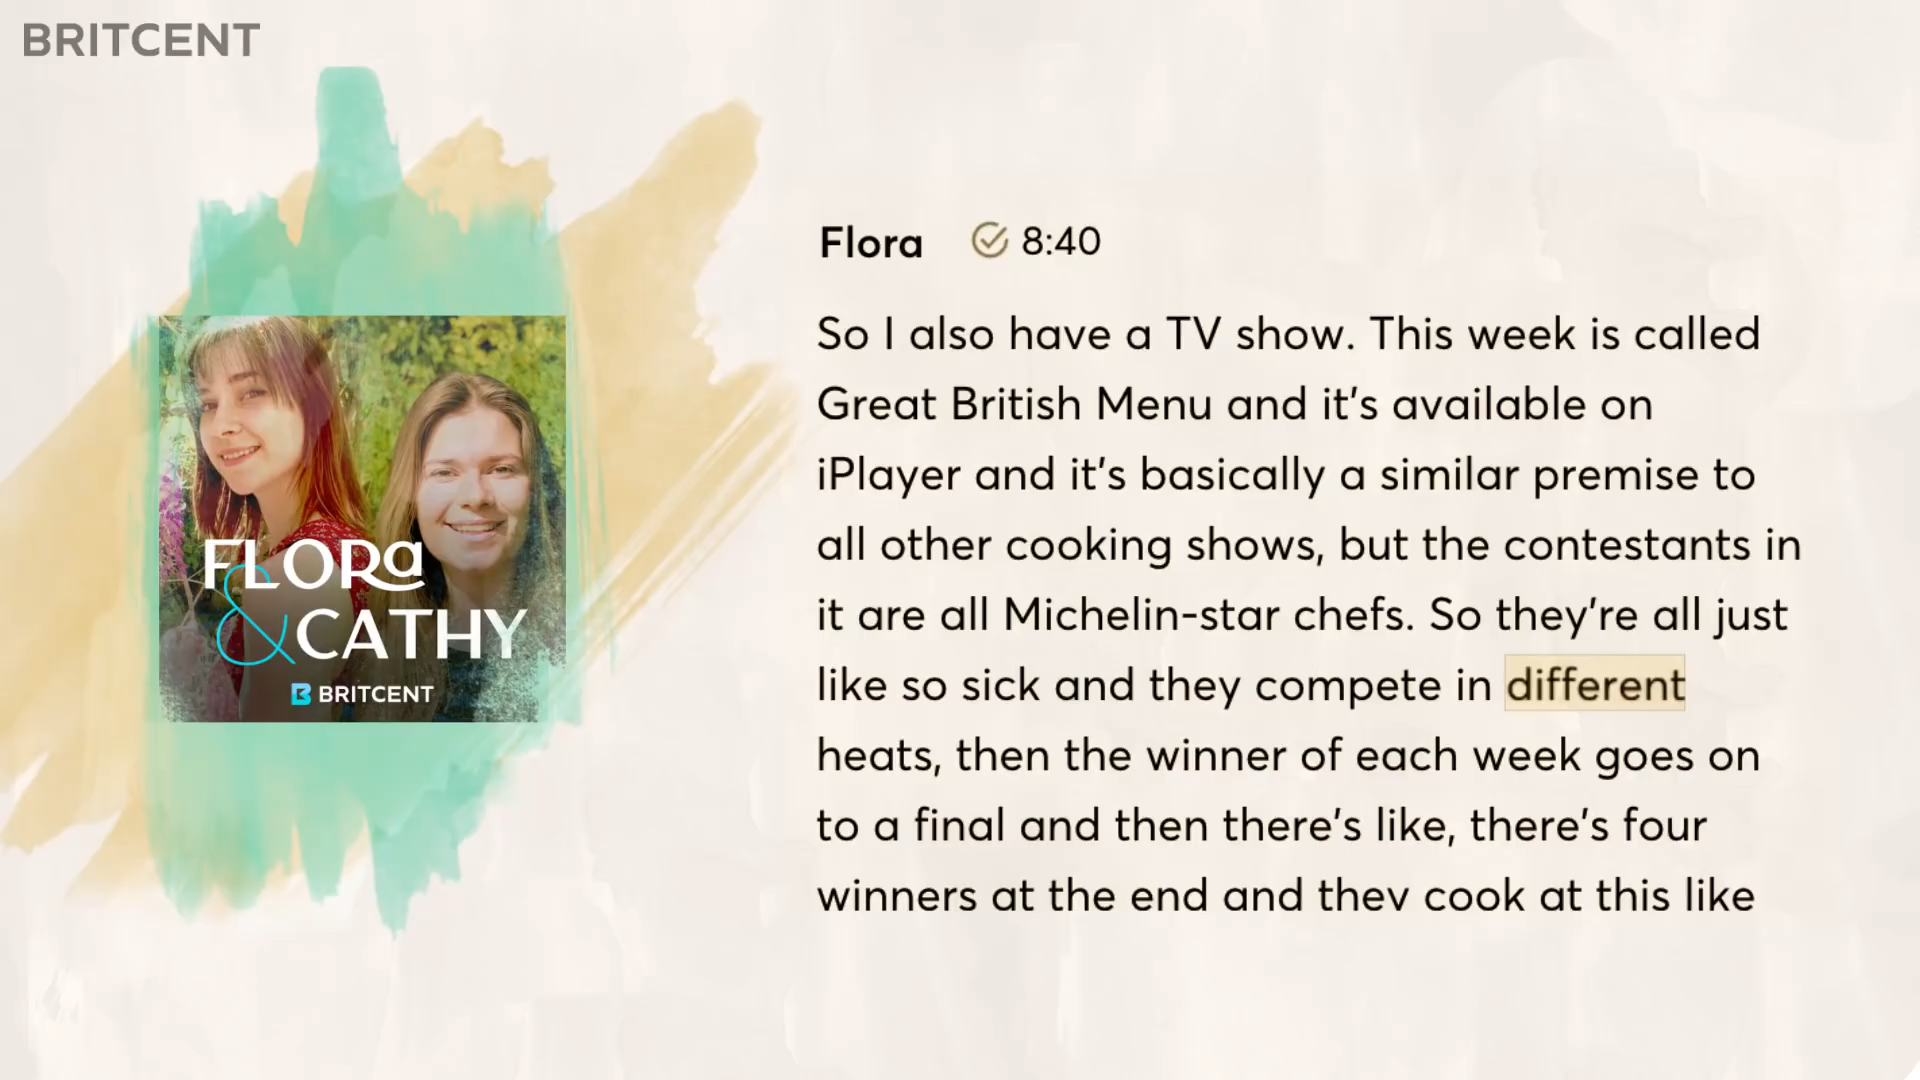 BRITCENT
FLORa
& CATHY
BRITCENT
Flora 8:40
So I also have a TV show. This week is called
Great British Menu and it's available on
iPlayer and it's basically a similar premise to
all other cooking shows, but the contestants in
it are all Michelin-star chefs. So they're all just
like so sick and they compete in different
heats, then the winner of each week goes on
to a final and then there's like, there's four
winners at the end and they cook at this like